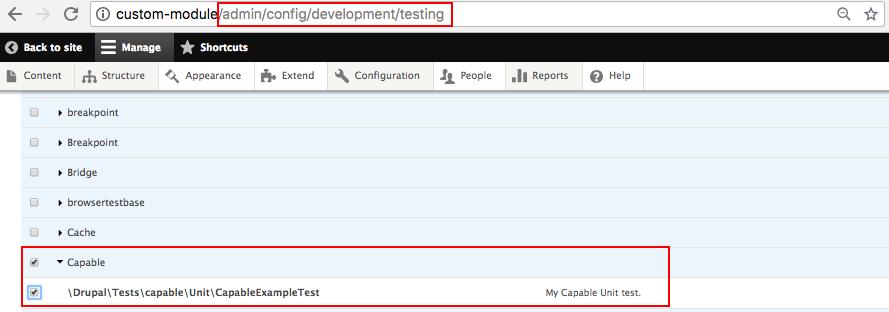 custom-module/admin/config/development/testing
Back to site Manage Shortcuts
Content Structure Appearance Extend Configuration People Reports Help
breakpoint
Breakpoint
Bridge
browsertestbase
Cache
Capable
\Drupal\Tests\capable\Unit\CapableExampleTest My Capable Unit test.